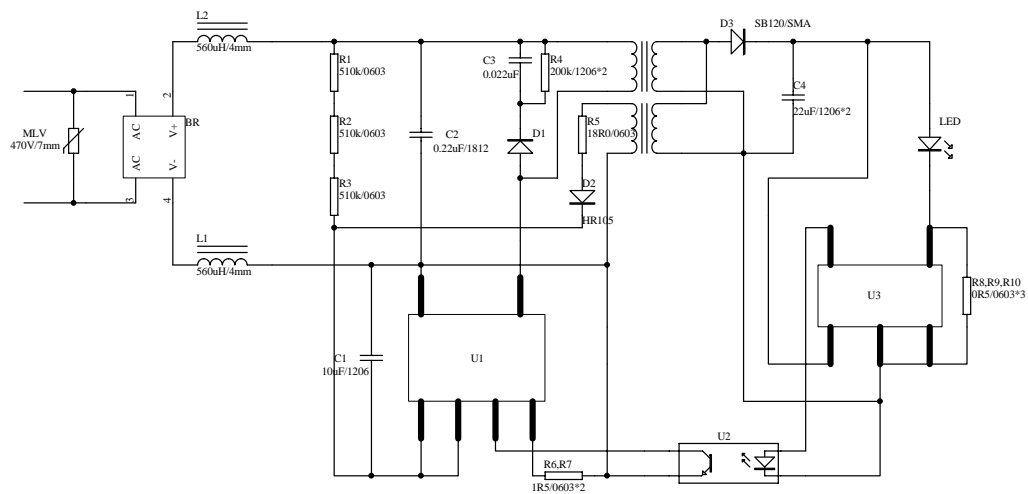 L2
560uH/4mm
D3
SB120/SMA
R1
510k/0603
C3
0.022uF
R4
200k/1206*2
C4
22uF/1206*2
1
2
BR
AC
V+
AC
V-
3
4
MLV
470V/7mm
R2
510k/0603
C2
0.22uF/1812
D1
R5
18R0/0603
LED
R3
510k/0603
D2
HR105
L1
560uH/4mm
U3
R8,R9,R10
0R5/0603*3
C1
10uF/1206
U1
U2
R6,R7
1R5/0603*2